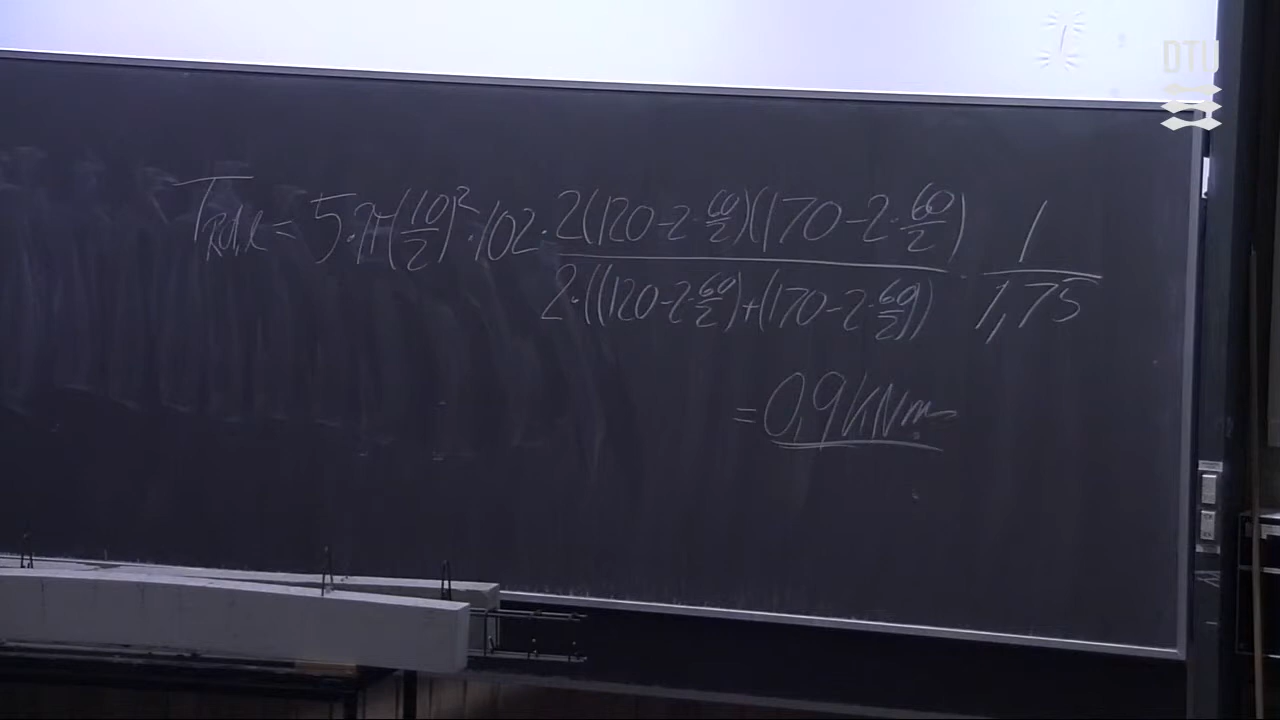 DTU
T_Rd,l = 5·π(10/2)²·102·2(120-2·60/2)(170-2·60/2)/2·((120-2·60/2)+(170-2·60/2))·1/1,75
= 0,9 kNm